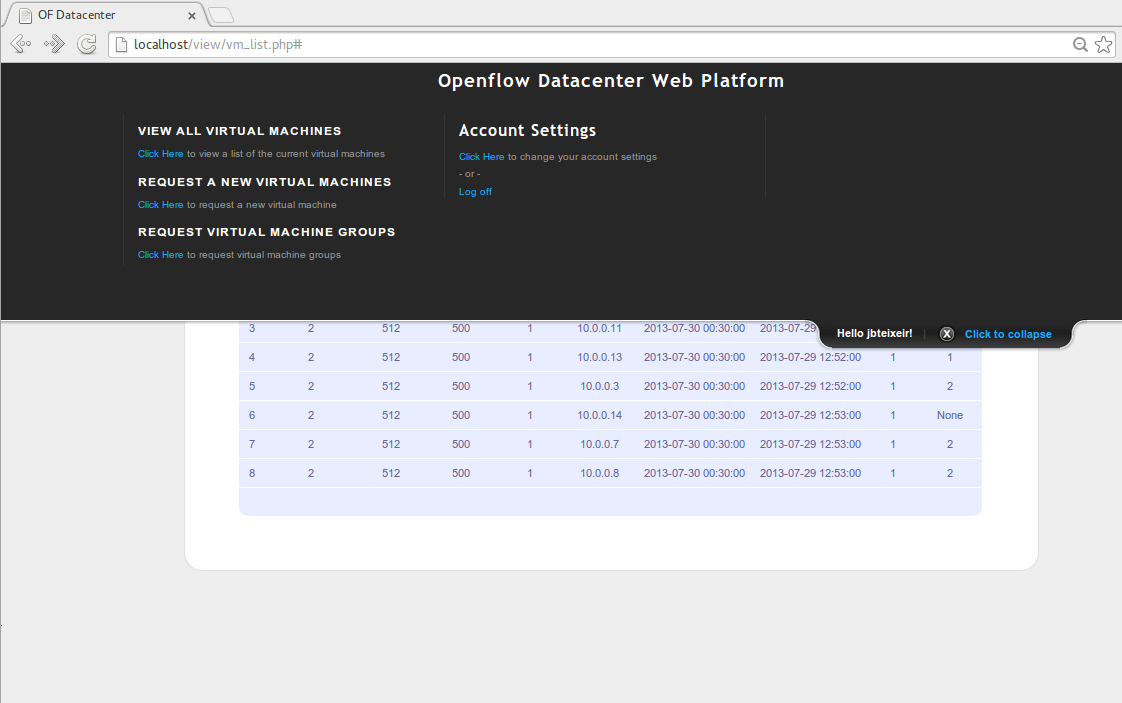 OF Datacenter
localhost/view/vm_list.php#
Openflow Datacenter Web Platform
VIEW ALL VIRTUAL MACHINES
Click Here to view a list of the current virtual machines
REQUEST A NEW VIRTUAL MACHINES
Click Here to request a new virtual machine
REQUEST VIRTUAL MACHINE GROUPS
Click Here to request virtual machine groups
Account Settings
Click Here to change your account settings
- or -
Log off
Hello jbteixeir! X Click to collapse
3 2 512 500 1 10.0.0.11 2013-07-30 00:30:00 2013-07-29
4 2 512 500 1 10.0.0.13 2013-07-30 00:30:00 2013-07-29 12:52:00 1 1
5 2 512 500 1 10.0.0.3 2013-07-30 00:30:00 2013-07-29 12:52:00 1 2
6 2 512 500 1 10.0.0.14 2013-07-30 00:30:00 2013-07-29 12:53:00 1 None
7 2 512 500 1 10.0.0.7 2013-07-30 00:30:00 2013-07-29 12:53:00 1 2
8 2 512 500 1 10.0.0.8 2013-07-30 00:30:00 2013-07-29 12:53:00 1 2